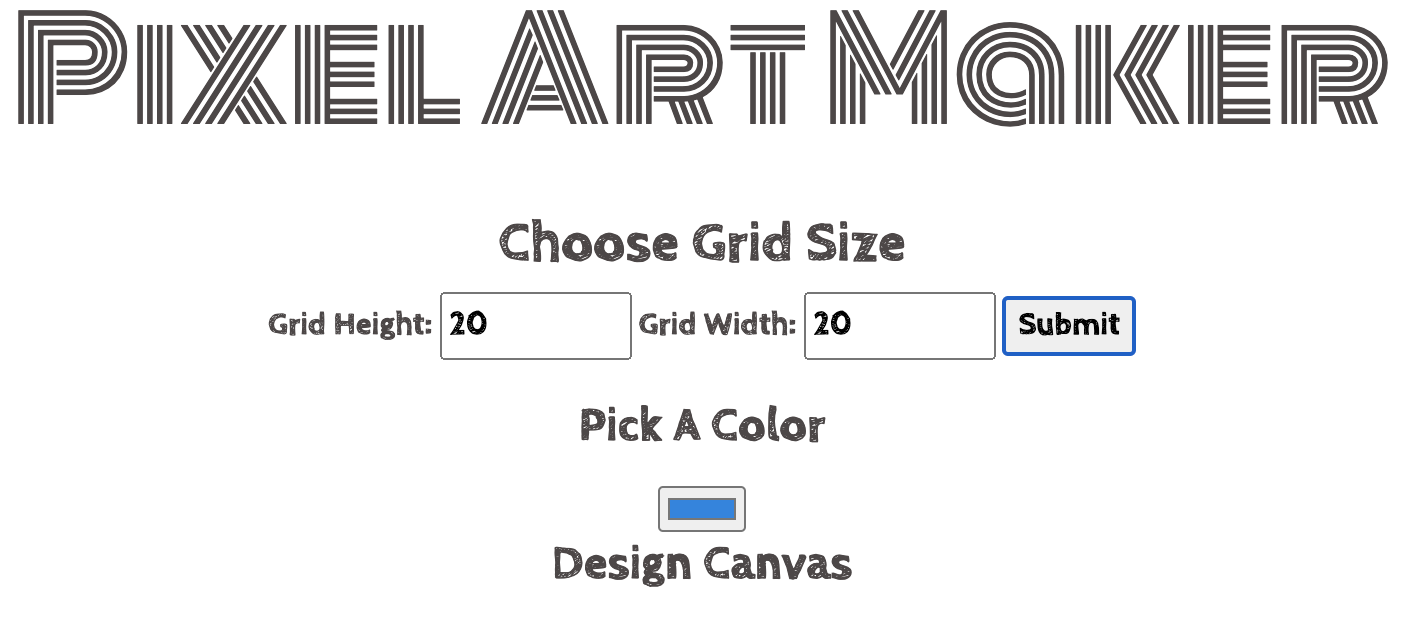 Pixel Art Maker
Choose Grid Size
Grid Height: 20 Grid Width: 20 Submit
Pick A Color
Design Canvas